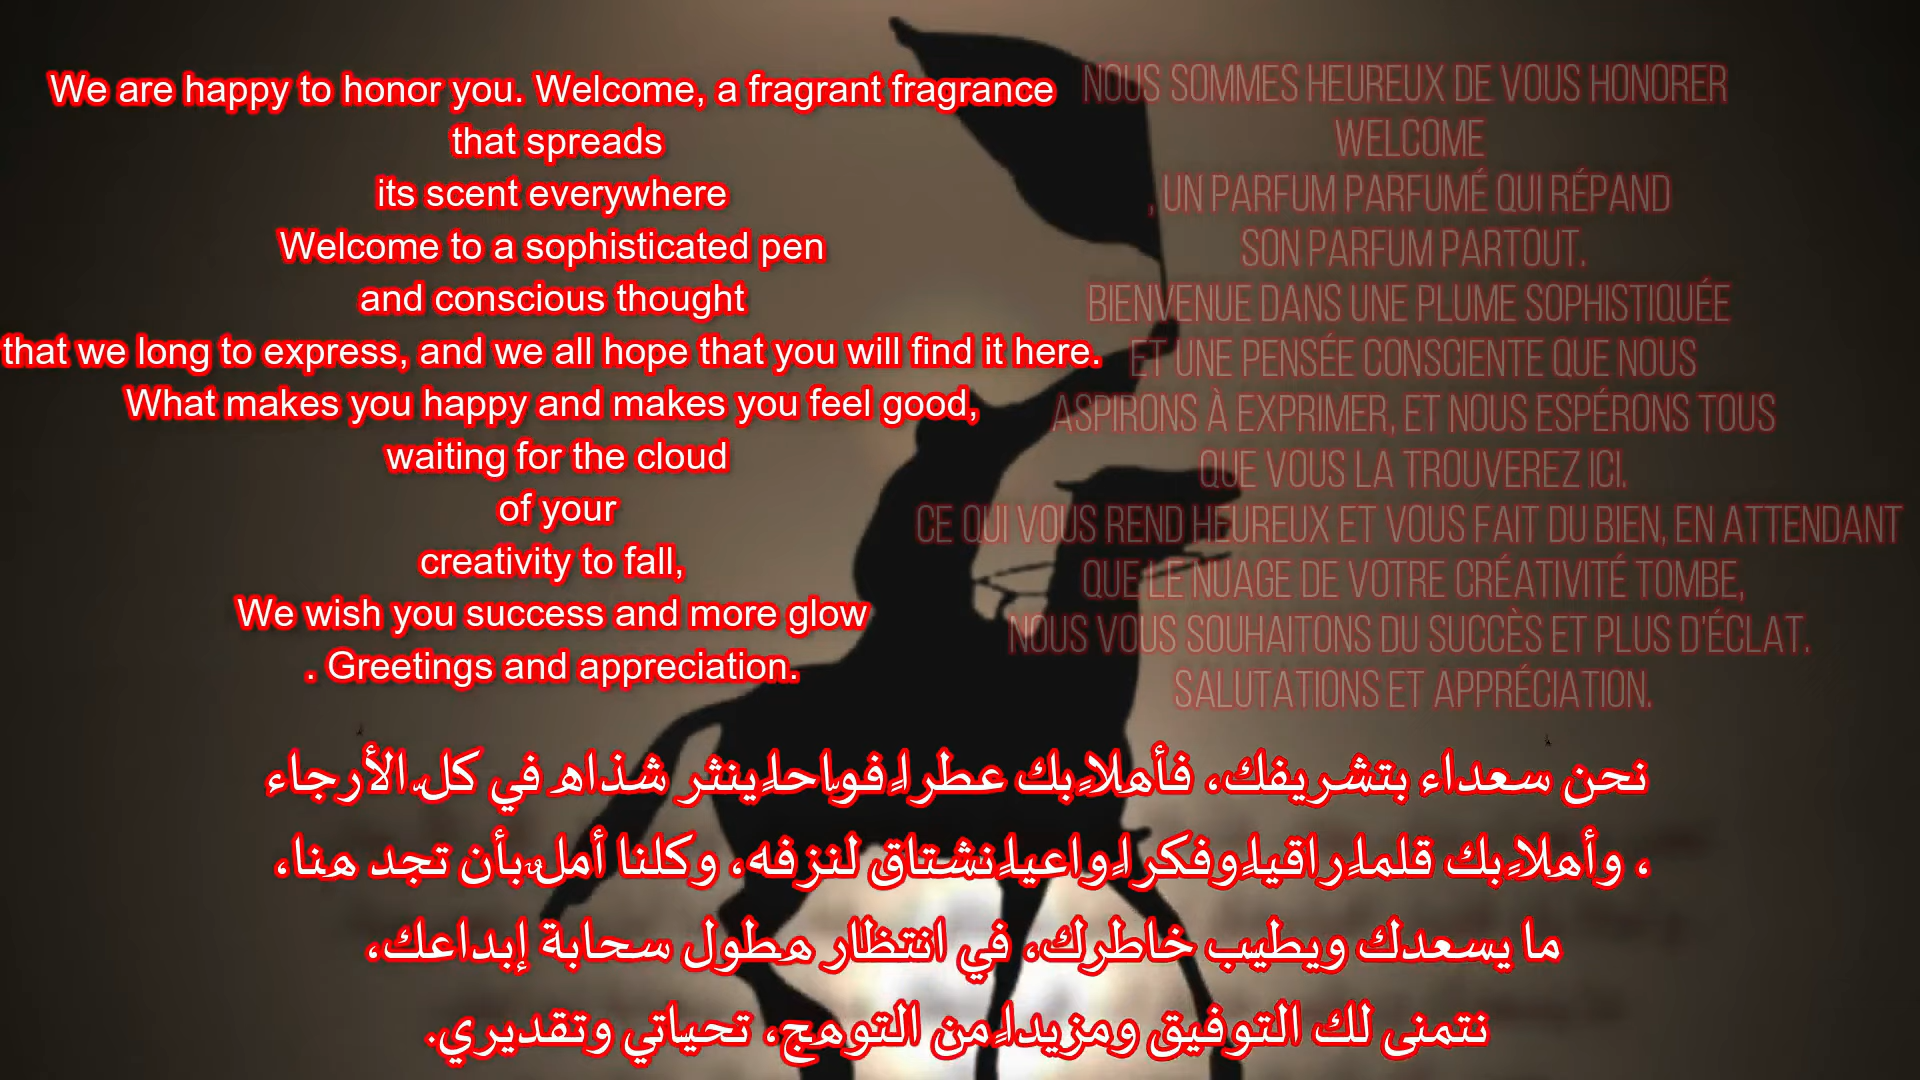 We are happy to honor you. Welcome, a fragrant fragrance
that spreads
its scent everywhere
Welcome to a sophisticated pen
and conscious thought
that we long to express, and we all hope that you will find it here.
What makes you happy and makes you feel good,
waiting for the cloud
of your
creativity to fall,
We wish you success and more glow
. Greetings and appreciation.
NOUS SOMMES HEUREUX DE VOUS HONORER
WELCOME
, UN PARFUM PARFUMÉ QUI RÉPAND
SON PARFUM PARTOUT.
BIENVENUE DANS UNE PLUME SOPHISTIQUÉE
ET UNE PENSÉE CONSCIENTE QUE NOUS
ASPIRONS À EXPRIMER, ET NOUS ESPÉRONS TOUS
QUE VOUS LA TROUVEREZ ICI.
CE QUI VOUS REND HEUREUX ET VOUS FAIT DU BIEN, EN ATTENDANT
QUE LE NUAGE DE VOTRE CRÉATIVITÉ TOMBE,
NOUS VOUS SOUHAITONS DU SUCCÈS ET PLUS D'ÉCLAT.
SALUTATIONS ET APPRÉCIATION.
نحن سعداء بتشريفك، فأهلاً بك عطراً فواحاً ينثر شذاه في كل الأرجاء
، وأهلاً بك قلماً راقياً وفكراً واعياً نشتاق لنزفه، وكلنا أملٌ بأن تجد هنا،
ما يسعدك ويطيب خاطرك، في انتظار هطول سحابة إبداعك،
نتمنى لك التوفيق ومزيداً من التوهج، تحياتي وتقديري.